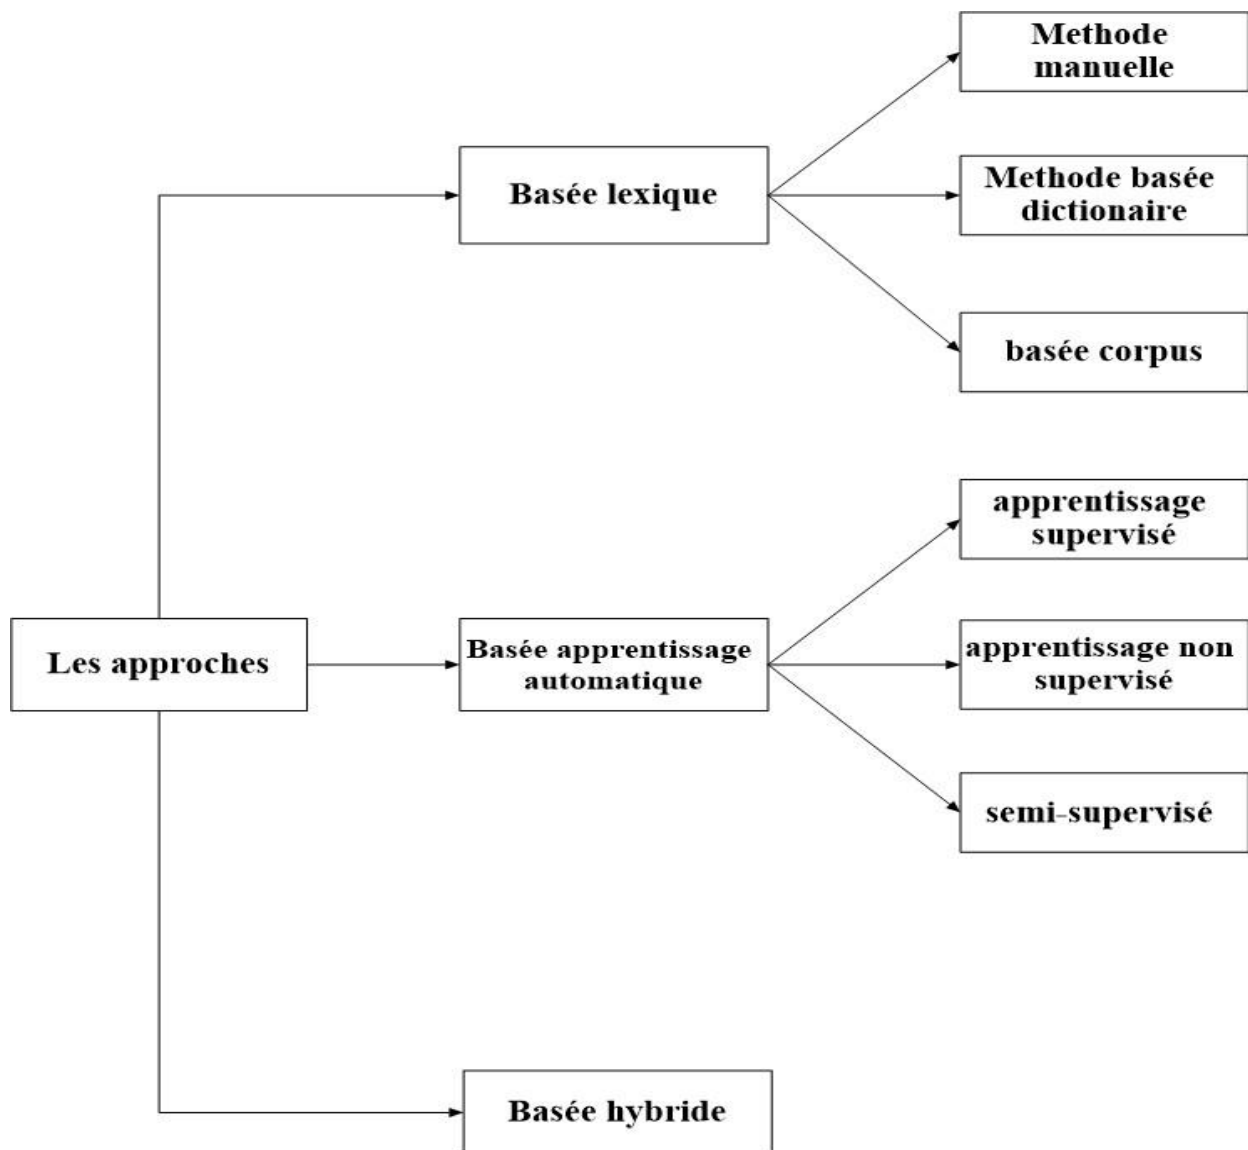 Methode
manuelle
Basée lexique
Methode basée
dictionaire
basée corpus
apprentissage
supervisé
Les approches
Basée apprentissage
automatique
apprentissage non
supervisé
semi-supervisé
Basée hybride